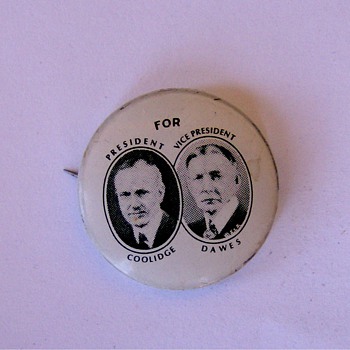 FOR
PRESIDENT
VICE PRESIDENT
COOLIDGE
DAWES